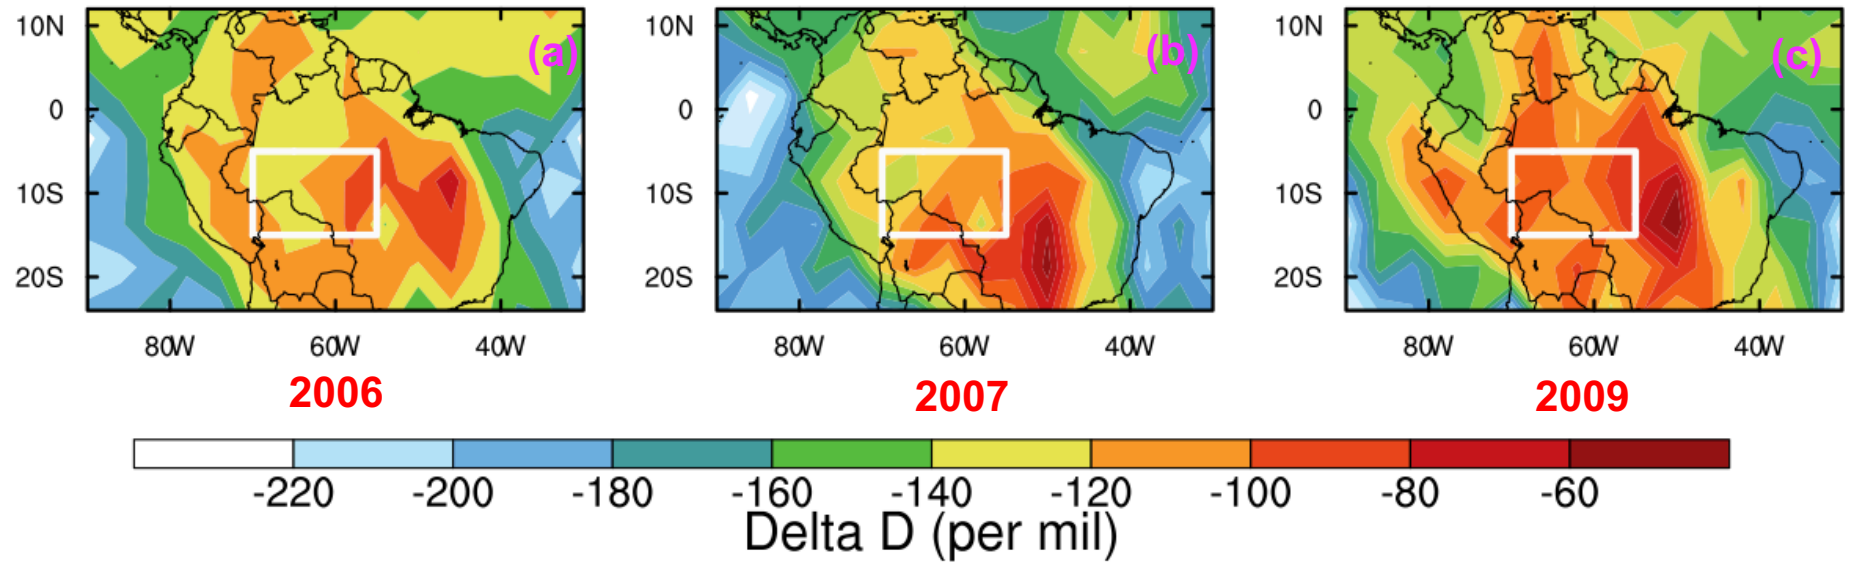 (a) (b) (c)
10N 10N 10N
0 0 0
10S 10S 10S
20S 20S 20S
80W 60W 40W 80W 60W 40W 80W 60W 40W
2006 2007 2009
-220 -200 -180 -160 -140 -120 -100 -80 -60
Delta D (per mil)